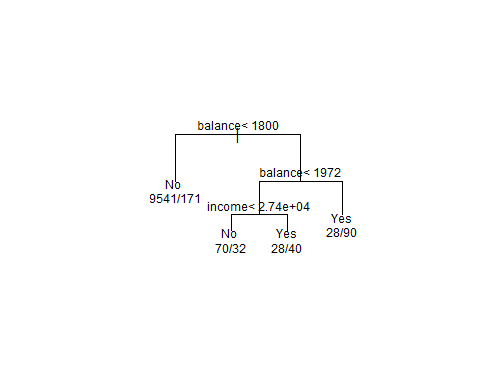 balance< 1800
balance< 1972
No
9541/171
income< 2.74e+04
Yes
28/90
No
70/32
Yes
28/40